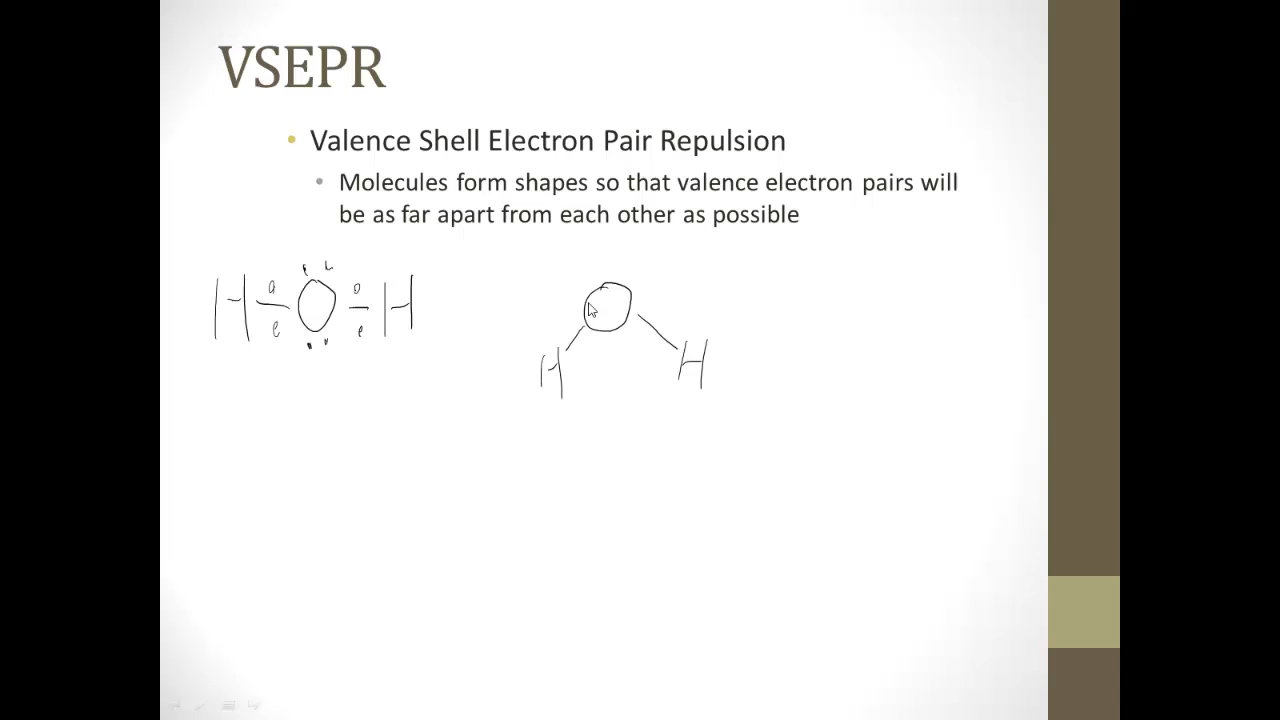 VSEPR
• Valence Shell Electron Pair Repulsion
• Molecules form shapes so that valence electron pairs will
be as far apart from each other as possible
H — O — H
O
H H